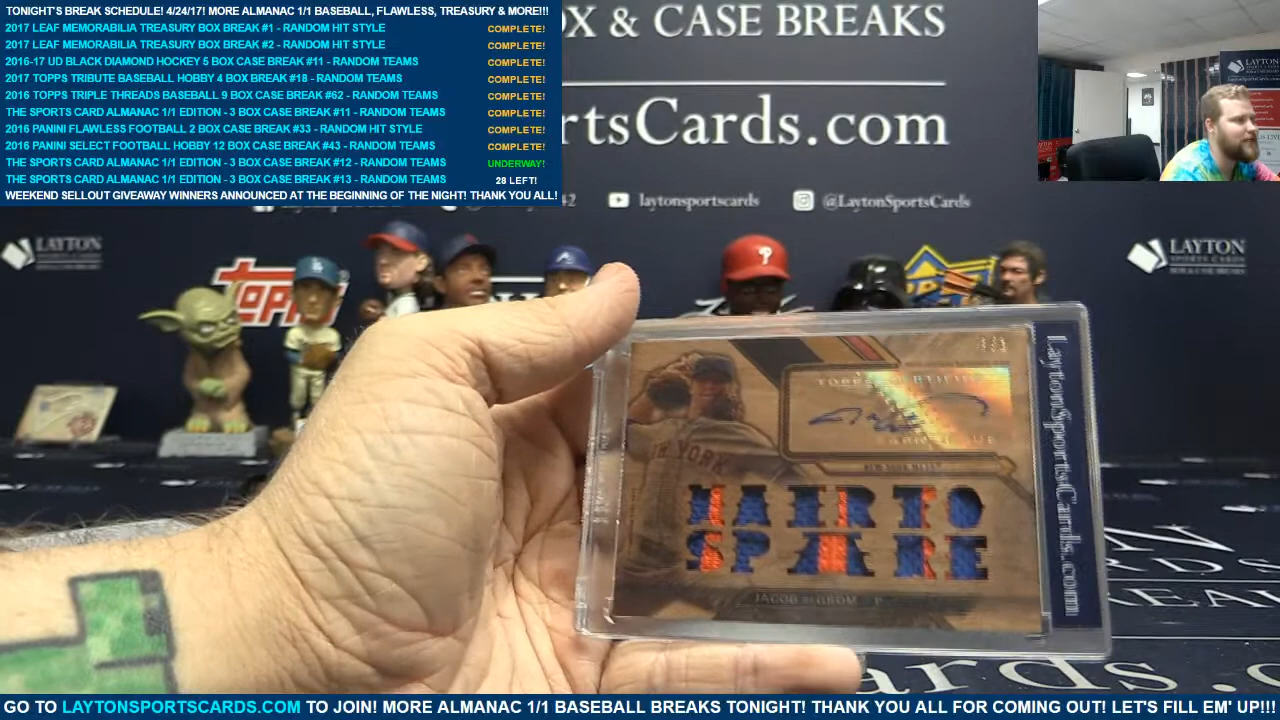 TONIGHT'S BREAK SCHEDULE! 4/24/17! MORE ALMANAC 1/1 BASEBALL, FLAWLESS, TREASURY & MORE!!!
2017 LEAF MEMORABILIA TREASURY BOX BREAK #1 - RANDOM HIT STYLE COMPLETE!
2017 LEAF MEMORABILIA TREASURY BOX BREAK #2 - RANDOM HIT STYLE COMPLETE!
2016-17 UD BLACK DIAMOND HOCKEY 5 BOX CASE BREAK #11 - RANDOM TEAMS COMPLETE!
2017 TOPPS TRIBUTE BASEBALL HOBBY 4 BOX BREAK #18 - RANDOM TEAMS COMPLETE!
2016 TOPPS TRIPLE THREADS BASEBALL 9 BOX CASE BREAK #62 - RANDOM TEAMS COMPLETE!
THE SPORTS CARD ALMANAC 1/1 EDITION - 3 BOX CASE BREAK #11 - RANDOM TEAMS COMPLETE!
2016 PANINI FLAWLESS FOOTBALL 2 BOX CASE BREAK #33 - RANDOM HIT STYLE COMPLETE!
2016 PANINI SELECT FOOTBALL HOBBY 12 BOX CASE BREAK #43 - RANDOM TEAMS COMPLETE!
THE SPORTS CARD ALMANAC 1/1 EDITION - 3 BOX CASE BREAK #12 - RANDOM TEAMS UNDERWAY!
THE SPORTS CARD ALMANAC 1/1 EDITION - 3 BOX CASE BREAK #13 - RANDOM TEAMS 28 LEFT!
WEEKEND SELLOUT GIVEAWAY WINNERS ANNOUNCED AT THE BEGINNING OF THE NIGHT! THANK YOU ALL!
OX & CASE BREAKS
rtsCards.com
laytonsportscards @LaytonSportsCards
LAYTON
SPORTS CARDS
LAYTON
SPORTS CARDS
BOX & CASE BREAKS
LAYTON
TOPPS
NEW YORK METS
HAIR TO
SPARE
JACOB deGROM
LaytonSportsCards.com
GO TO LAYTONSPORTSCARDS.COM TO JOIN! MORE ALMANAC 1/1 BASEBALL BREAKS TONIGHT! THANK YOU ALL FOR COMING OUT! LET'S FILL EM' UP!!!